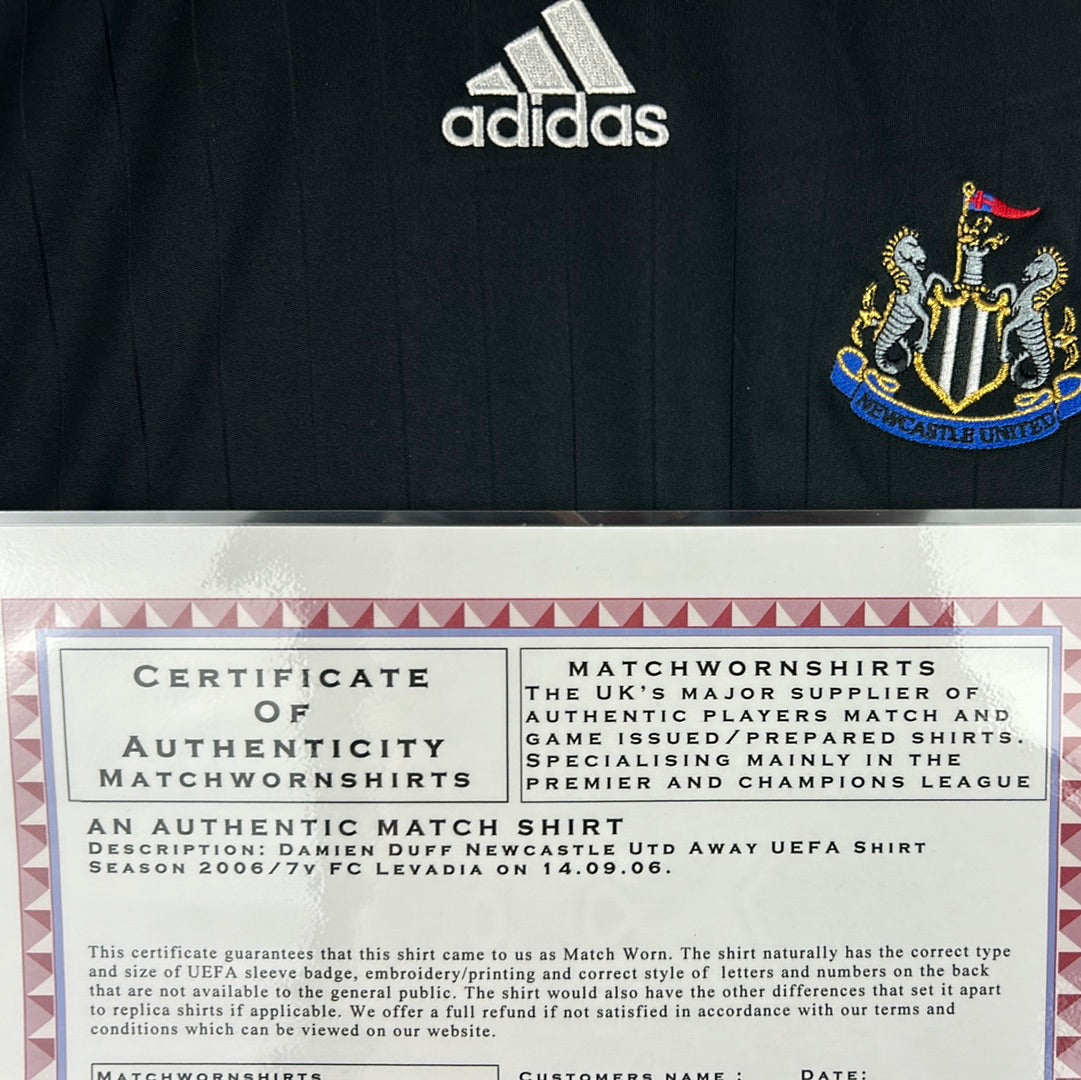 adidas
NEWCASTLE UNITED
CERTIFICATE
OF
AUTHENTICITY
MATCHWORNSHIRTS
MATCHWORNSHIRTS
THE UK'S MAJOR SUPPLIER OF
AUTHENTIC PLAYERS MATCH AND
GAME ISSUED/PREPARED SHIRTS.
SPECIALISING MAINLY IN THE
PREMIER AND CHAMPIONS LEAGUE
AN AUTHENTIC MATCH SHIRT
DESCRIPTION: DAMIEN DUFF NEWCASTLE UTD AWAY UEFA SHIRT
SEASON 2006/7V FC LEVADIA ON 14.09.06.
This certificate guarantees that this shirt came to us as Match Worn. The shirt naturally has the correct type
and size of UEFA sleeve badge, embroidery/printing and correct style of letters and numbers on the back
that are not available to the general public. The shirt would also have the other differences that set it apart
to replica shirts if applicable. We offer a full refund if not satisfied in accordance with our terms and
conditions which can be viewed on our website.
MATCHWORNSHIRTS
CUSTOMERS NAME : DATE: